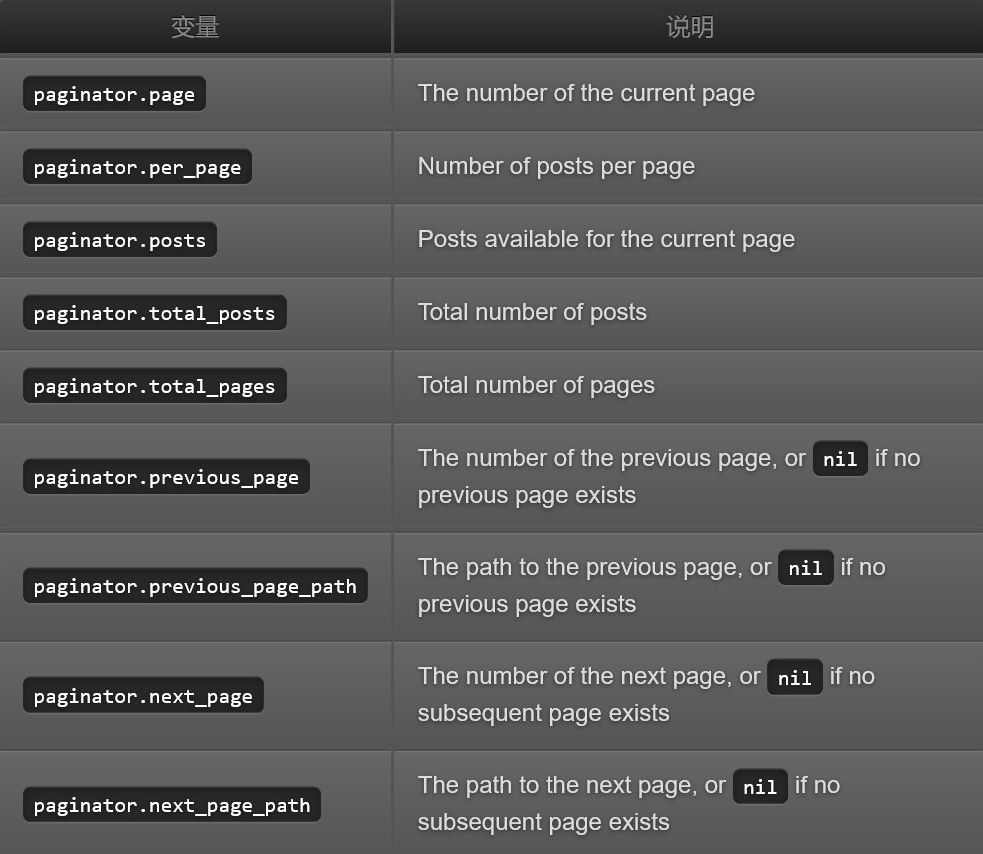 变量 说明
paginator.page The number of the current page
paginator.per_page Number of posts per page
paginator.posts Posts available for the current page
paginator.total_posts Total number of posts
paginator.total_pages Total number of pages
paginator.previous_page The number of the previous page, or nil if no
previous page exists
paginator.previous_page_path The path to the previous page, or nil if no
previous page exists
paginator.next_page The number of the next page, or nil if no
subsequent page exists
paginator.next_page_path The path to the next page, or nil if no
subsequent page exists